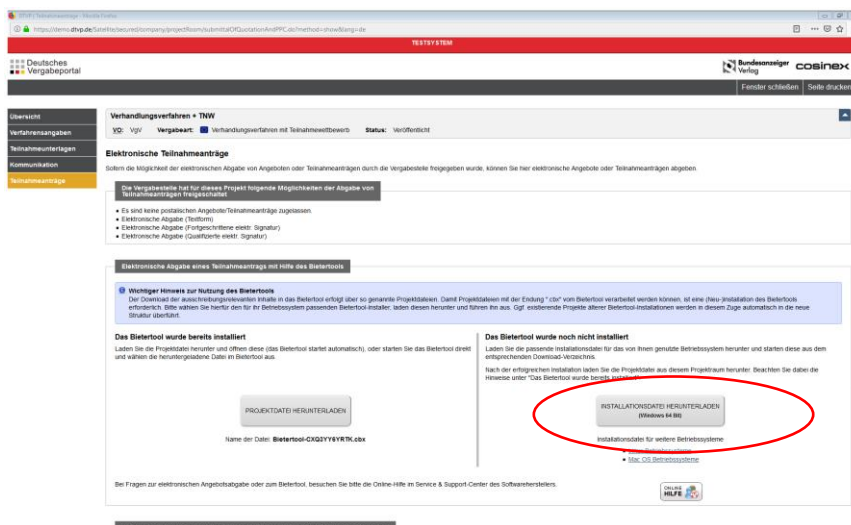 DTVP | Teilnahmeanträge - Mozilla Firefox
https://demo.dtvp.de/Satellite/secured/company/projectRoom/submittalOfQuotationAndPFC.do?method=show&lang=de
TESTSYSTEM
Deutsches
Vergabeportal
Bundesanzeiger
Verlag
cosinex
Fenster schließen
Seite drucken
Übersicht
Verfahrensangaben
Teilnahmeunterlagen
Kommunikation
Teilnahmeanträge
Verhandlungsverfahren + TNW
VO: VgV Vergabeart: Verhandlungsverfahren mit Teilnahmewettbewerb Status: Veröffentlicht
Elektronische Teilnahmeanträge
Sofern die Möglichkeit der elektronischen Abgabe von Angeboten oder Teilnahmeanträgen durch die Vergabestelle freigegeben wurde, können Sie hier elektronische Angebote oder Teilnahmeanträgen abgeben.
Die Vergabestelle hat für dieses Projekt folgende Möglichkeiten der Abgabe von
Teilnahmeanträgen freigeschaltet
Es sind keine postalischen Angebote/Teilnahmeanträge zugelassen.
Elektronische Abgabe (Textform)
Elektronische Abgabe (Fortgeschrittene elektr. Signatur)
Elektronische Abgabe (Qualifizierte elektr. Signatur)
Elektronische Abgabe eines Teilnahmeantrags mit Hilfe des Bietertools
Wichtiger Hinweis zur Nutzung des Bietertools
Der Download der ausschreibungsrelevanten Inhalte in das Bietertool erfolgt über so genannte Projektdateien. Damit Projektdateien mit der Endung ".cbx" vom Bietertool verarbeitet werden können, ist eine (Neu-)Installation des Bietertools
erforderlich. Bitte wählen Sie hierfür den für Ihr Betriebssystem passenden Bietertool-Installer, laden diesen herunter und führen ihn aus. Ggf. existierende Projekte älterer Bietertool-Installationen werden in diesem Zuge automatisch in die neue
Struktur überführt.
Das Bietertool wurde bereits installiert
Laden Sie die Projektdatei herunter und öffnen diese (das Bietertool startet automatisch), oder starten Sie das Bietertool direkt
und wählen die heruntergeladene Datei im Bietertool aus.
PROJEKTDATEI HERUNTERLADEN
Name der Datei: Bietertool-CXQ3YY6YRTK.cbx
Das Bietertool wurde noch nicht installiert
Laden Sie die passende Installationsdatei für das von Ihnen genutzte Betriebssystem herunter und starten diese aus dem
entsprechenden Download-Verzeichnis.
Nach der erfolgreichen Installation laden Sie die Projektdatei aus diesem Projektraum herunter. Beachten Sie dabei die
Hinweise unter "Das Bietertool wurde bereits installiert".
INSTALLATIONSDATEI HERUNTERLADEN
(Windows 64 Bit)
Installationsdatei für weitere Betriebssysteme
Betriebssysteme
Mac OS Betriebssysteme
Bei Fragen zur elektronischen Angebotsabgabe oder zum Bietertool, besuchen Sie bitte die Online-Hilfe im Service & Support-Center des Softwareherstellers.
ONLINE
HILFE